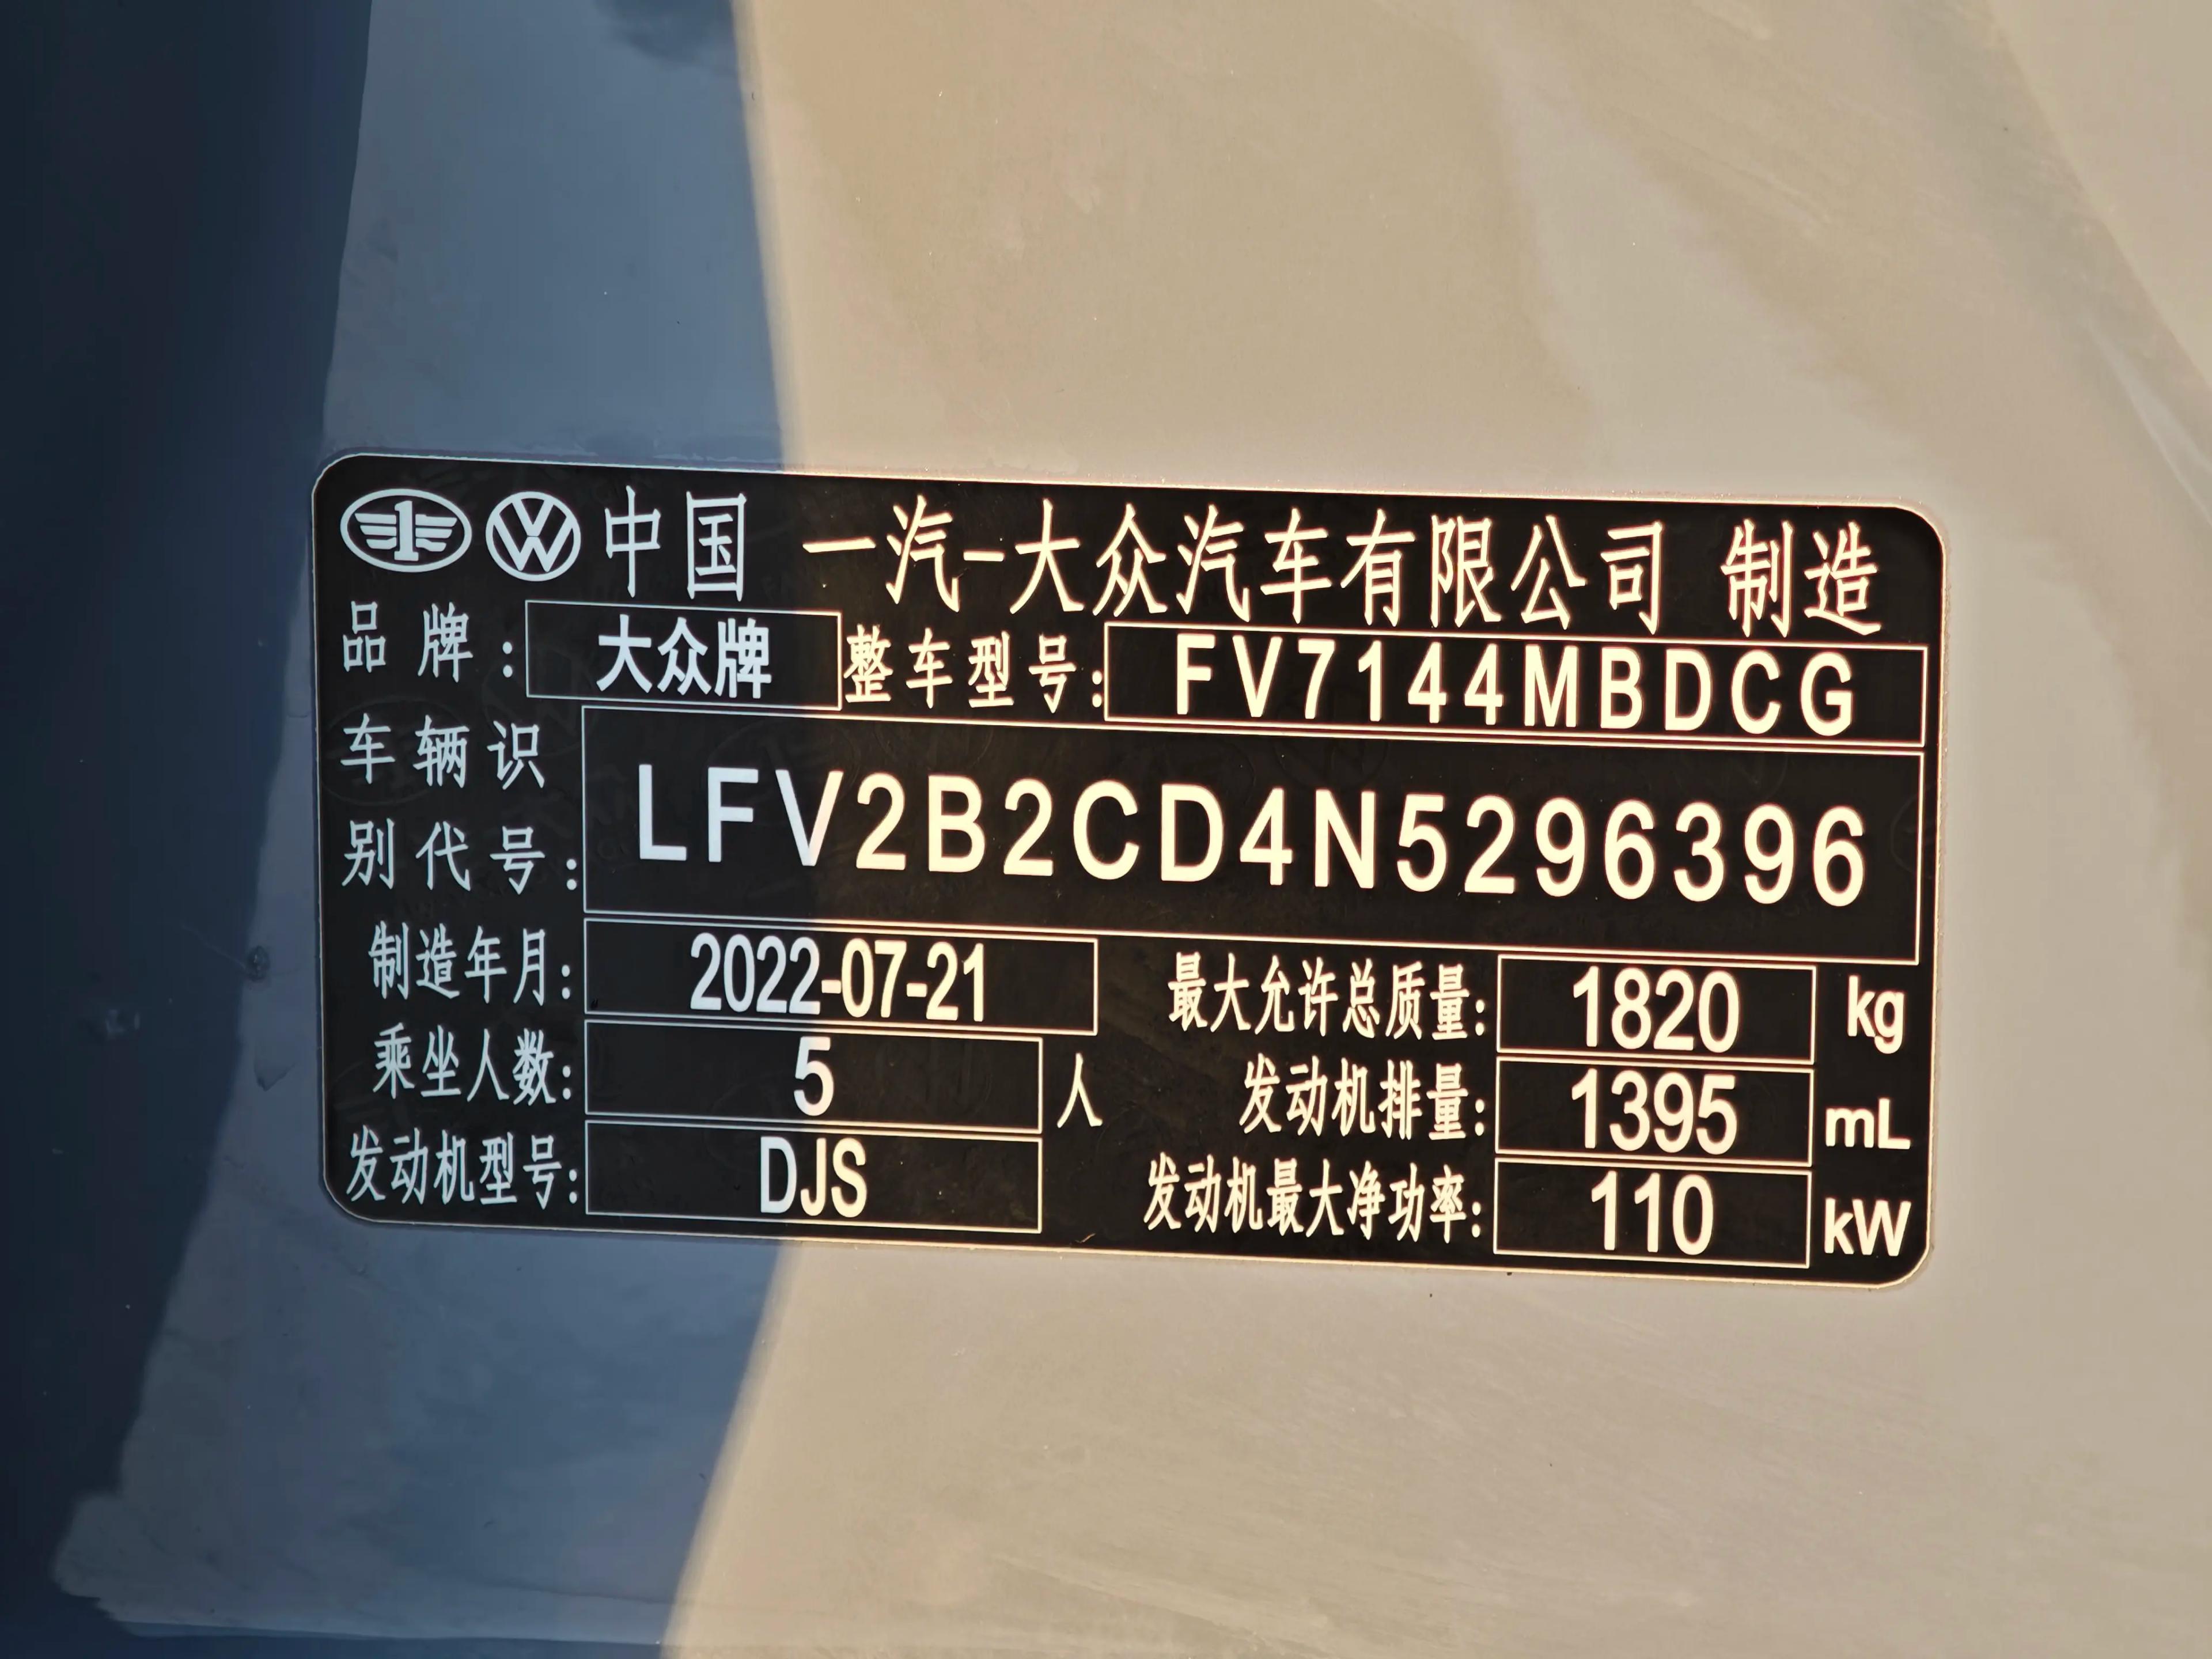 中国 一汽-大众汽车有限公司 制造
品牌: 大众牌 整车型号: FV7144MBDCG
车辆识
别代号: LFV2B2CD4N5296396
制造年月: 2022-07-21 最大允许总质量: 1820 kg
乘坐人数: 5 人 发动机排量: 1395 mL
发动机型号: DJS 发动机最大净功率: 110 kW